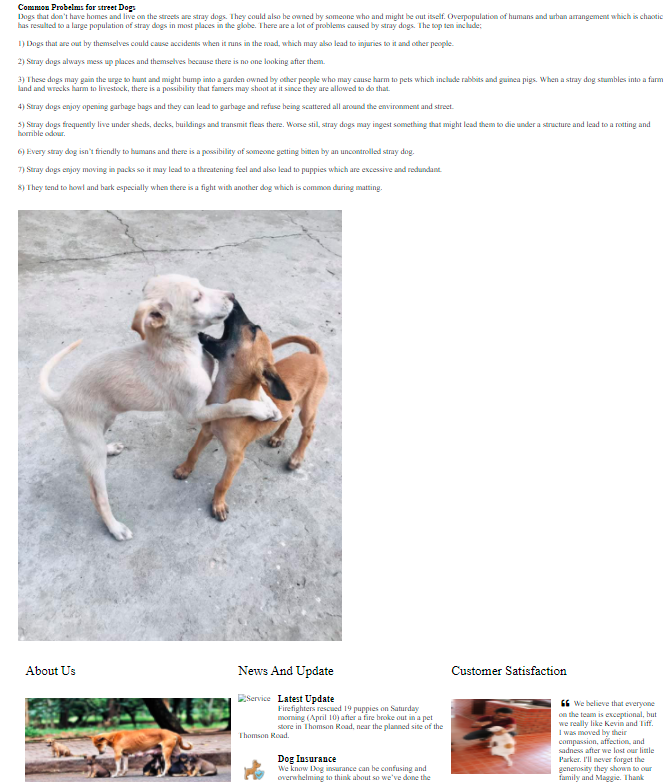 Common Probelms for street Dogs
Dogs that don't have homes and live on the streets are stray dogs. They could also be owned by someone who and might be out itself. Overpopulation of humans and urban arrangement which is chaotic
has resulted to a large population of stray dogs in most places in the globe. There are a lot of problems caused by stray dogs. The top ten include;
1) Dogs that are out by themselves could cause accidents when it runs in the road, which may also lead to injuries to it and other people.
2) Stray dogs always mess up places and themselves because there is no one looking after them.
3) These dogs may gain the urge to hunt and might bump into a garden owned by other people who may cause harm to pets which include rabbits and guinea pigs. When a stray dog stumbles into a farm
land and wrecks harm to livestock, there is a possibility that famers may shoot at it since they are allowed to do that.
4) Stray dogs enjoy opening garbage bags and they can lead to garbage and refuse being scattered all around the environment and street.
5) Stray dogs frequently live under sheds, decks, buildings and transmit fleas there. Worse stil, stray dogs may ingest something that might lead them to die under a structure and lead to a rotting and
horrible odour.
6) Every stray dog isn't friendly to humans and there is a possibility of someone getting bitten by an uncontrolled stray dog.
7) Stray dogs enjoy moving in packs so it may lead to a threatening feel and also lead to puppies which are excessive and redundant.
8) They tend to howl and bark especially when there is a fight with another dog which is common during matting.
About Us
News And Update
Customer Satisfaction
Service
Latest Update
Firefighters rescued 19 puppies on Saturday
morning (April 10) after a fire broke out in a pet
store in Thomson Road, near the planned site of the
Thomson Road.
Dog Insurance
We know Dog insurance can be confusing and
overwhelming to think about so we've done the
❝ We believe that everyone
on the team is exceptional, but
we really like Kevin and Tiff.
I was moved by their
compassion, affection, and
sadness after we lost our little
Parker. I'll never forget the
generosity they shown to our
family and Maggie. Thank